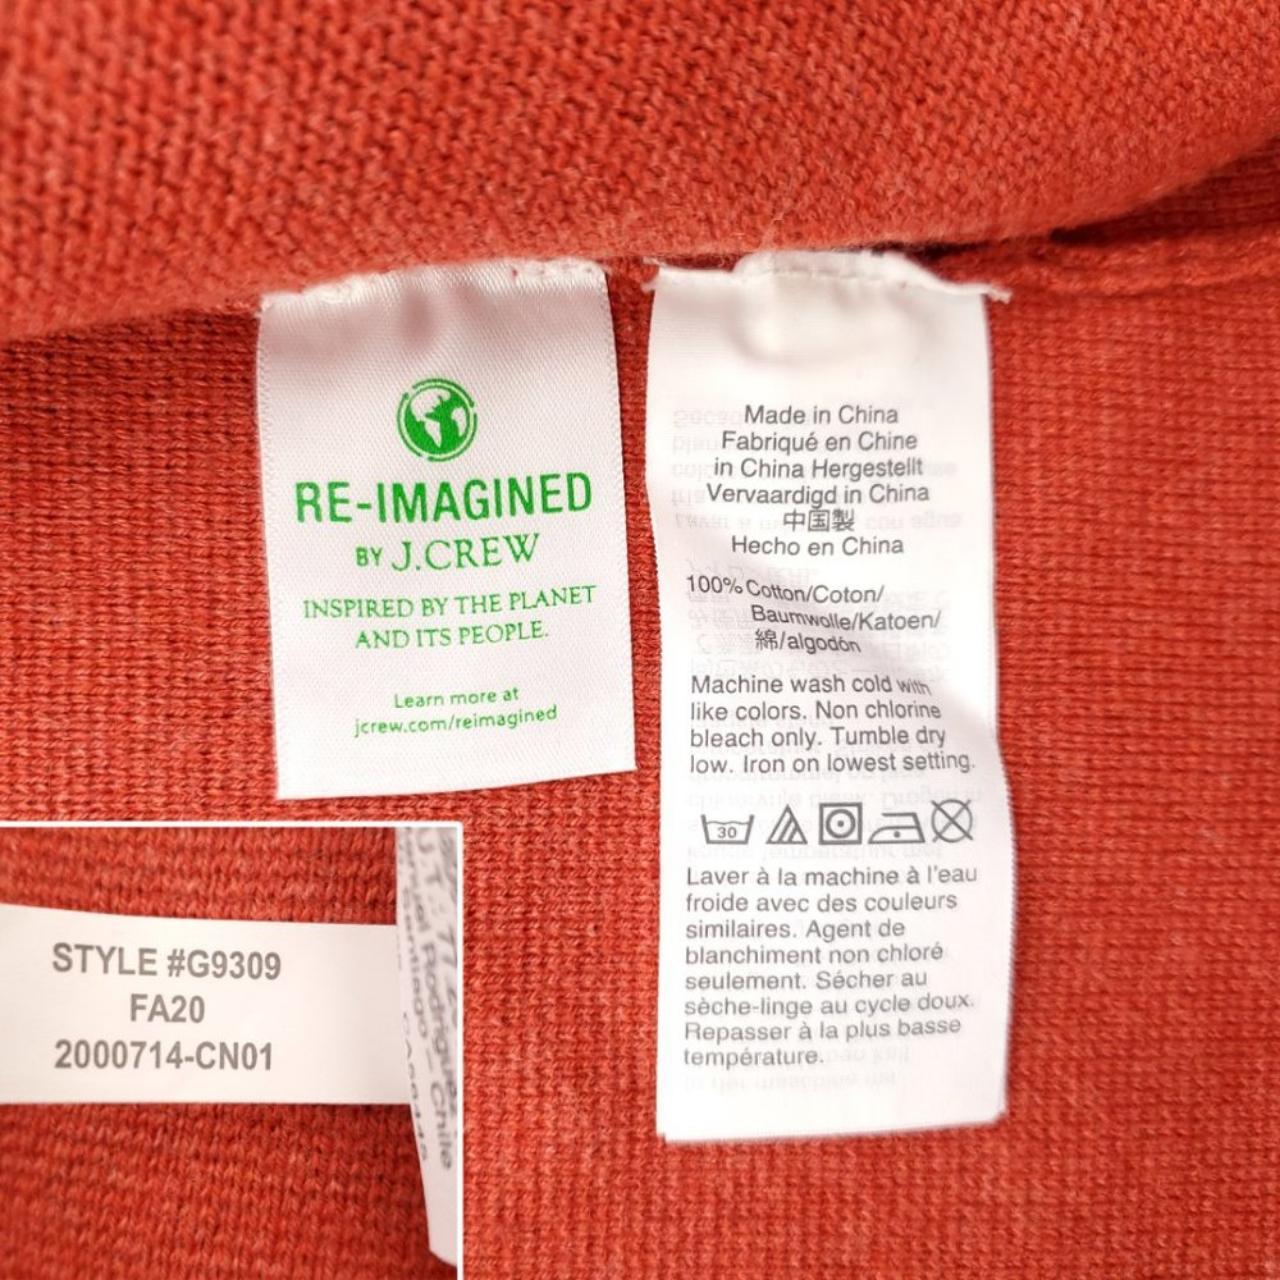 RE-IMAGINED
BY J.CREW
INSPIRED BY THE PLANET
AND ITS PEOPLE.
Learn more at
jcrew.com/reimagined
Made in China
Fabriqué en Chine
in China Hergestellt
Vervaardigd in China
中国製
Hecho en China
100% Cotton/Coton/
Baumwolle/Katoen/
綿/algodón
Machine wash cold with
like colors. Non chlorine
bleach only. Tumble dry
low. Iron on lowest setting.
30
Laver à la machine à l'eau
froide avec des couleurs
similaires. Agent de
blanchiment non chloré
seulement. Sécher au
sèche-linge au cycle doux.
Repasser à la plus basse
température.
STYLE #G9309
FA20
2000714-CN01
Rodriguez
Santiago - Chile